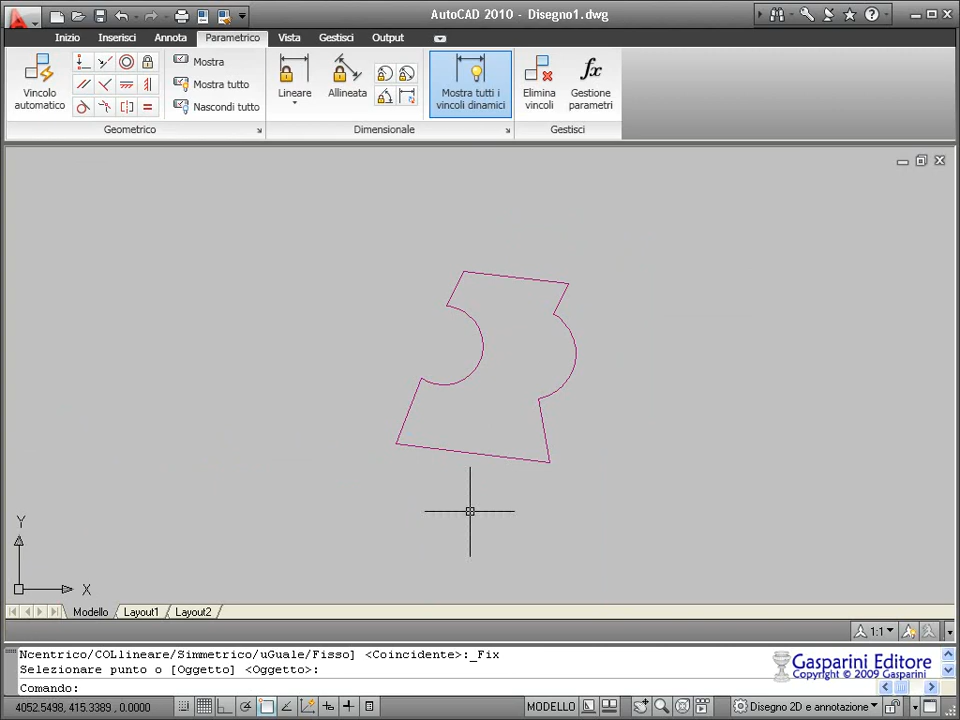 AutoCAD 2010 - Disegno1.dwg
Inizio Inserisci Annota Parametrico Vista Gestisci Output
Vincolo automatico
Mostra
Mostra tutto
Nascondi tutto
Geometrico
Lineare
Allineata
Mostra tutti i vincoli dinamici
Dimensionale
Elimina vincoli
fx
Gestione parametri
Gestisci
Y
X
Modello Layout1 Layout2
1:1
Ncentrico/COLlineare/Simmetrico/uGuale/Fisso] <Coincidente>:_Fix
Selezionare punto o [Oggetto] <Oggetto>:
Comando:
Gasparini Editore
Copyright © 2009 Gasparini
4052.5498, 415.3389 , 0.0000
MODELLO
Disegno 2D e annotazione